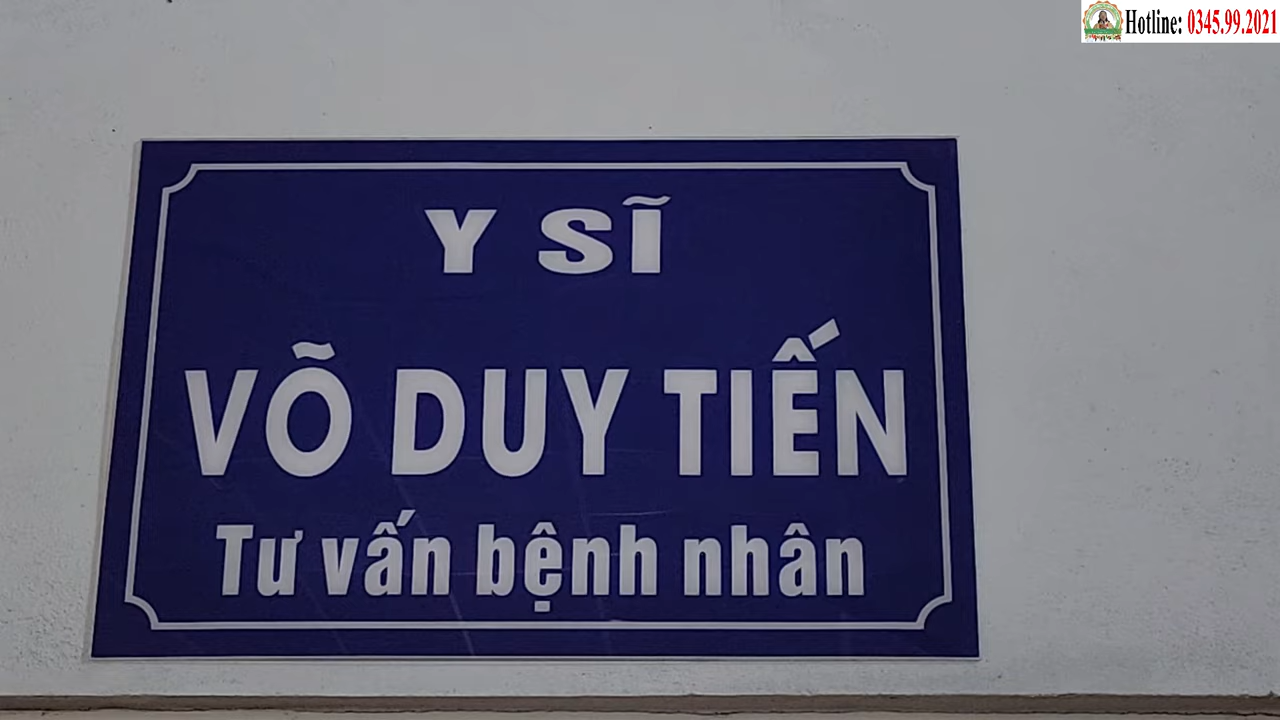 Hotline: 0345.99.2021
Y SĨ
VÕ DUY TIẾN
Tư vấn bệnh nhân